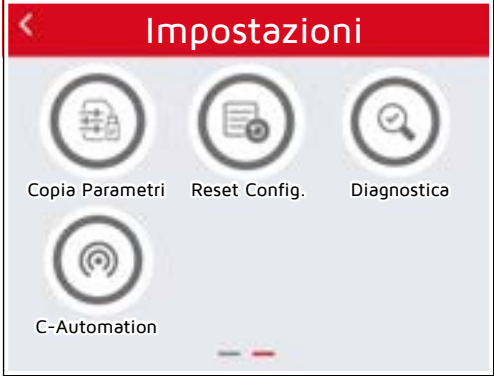 Impostazioni
Copia Parametri
Reset Config.
Diagnostica
C-Automation